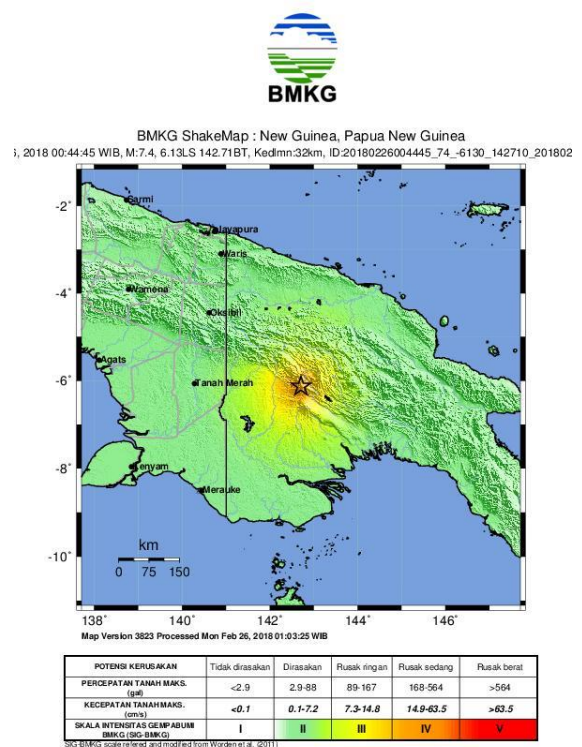 BMKG
BMKG ShakeMap : New Guinea, Papua New Guinea
, 2018 00:44:45 WIB, M:7.4, 6.13LS 142.71BT, Kedlmn:32km, ID:20180226004445_74_-6130_142710_201802
-2°
-4°
-6°
-8°
-10°
Sarmi
Jayapura
Waris
Wamena
Oksibil
Agats
Tanah Merah
Merauke
km
0 75 150
138° 140° 142° 144° 146°
Map Version 3823 Processed Mon Feb 26, 2018 01:03:25 WIB
POTENSI KERUSAKAN Tidak dirasakan Dirasakan Rusak ringan Rusak sedang Rusak berat
PERCEPATAN TANAH MAKS. (gal) <2.9 2.9-88 89-167 168-564 >564
KECEPATAN TANAH MAKS. (cm/s) <0.1 0.1-7.2 7.3-14.8 14.9-63.5 >63.5
SKALA INTENSITAS GEMPABUMI BMKG (SIG-BMKG) I II III IV V
SIG-BMKG scale refered and modified from Worden et al. (2011)